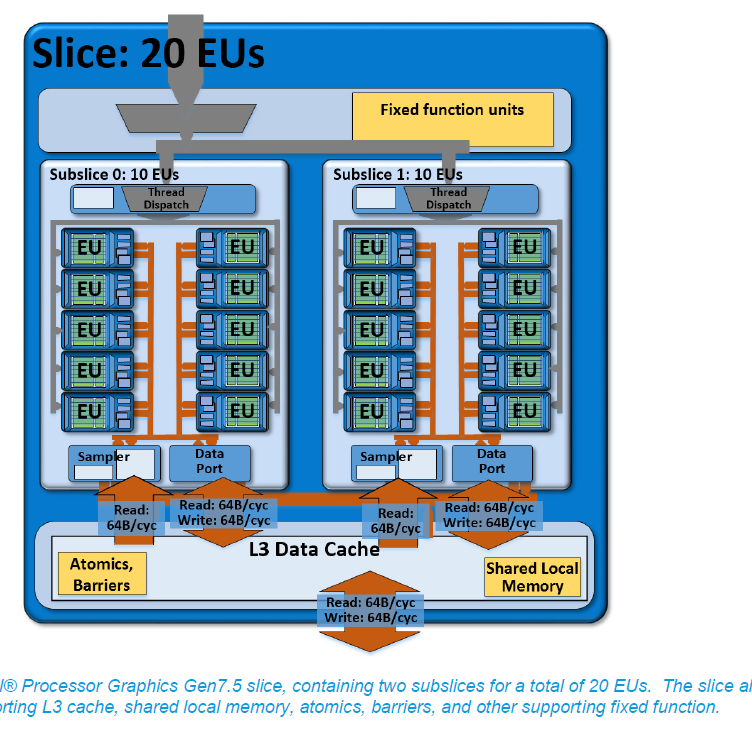 Slice: 20 EUs
Fixed function units
Subslice 0: 10 EUs
Thread
Dispatch
EU
EU
EU
EU
EU
EU
EU
EU
EU
EU
Sampler
Data
Port
Subslice 1: 10 EUs
Thread
Dispatch
EU
EU
EU
EU
EU
EU
EU
EU
EU
EU
Sampler
Data
Port
Read:
64B/cyc
Read: 64B/cyc
Write: 64B/cyc
Read:
64B/cyc
Read: 64B/cyc
Write: 64B/cyc
L3 Data Cache
Atomics,
Barriers
Shared Local
Memory
Read: 64B/cyc
Write: 64B/cyc
® Processor Graphics Gen7.5 slice, containing two subslices for a total of 20 EUs. The slice
L3 cache, shared local memory, atomics, barriers, and other supporting fixed function.